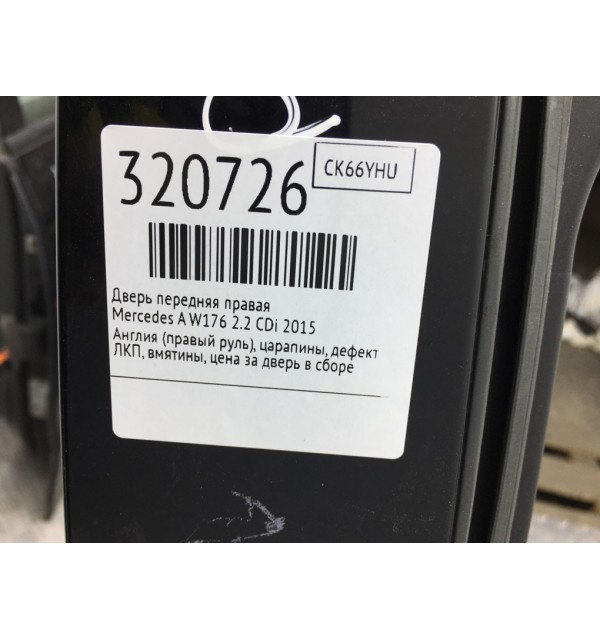 320726
CK66YHU
Дверь передняя правая
Mercedes A W176 2.2 CDi 2015
Англия (правый руль), царапины, дефект
ЛКП, вмятины, цена за дверь в сборе